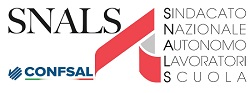 SNALS
CONFSAL
SINDACATO
NAZIONALE
AUTONOMO
LAVORATORI
SCUOLA